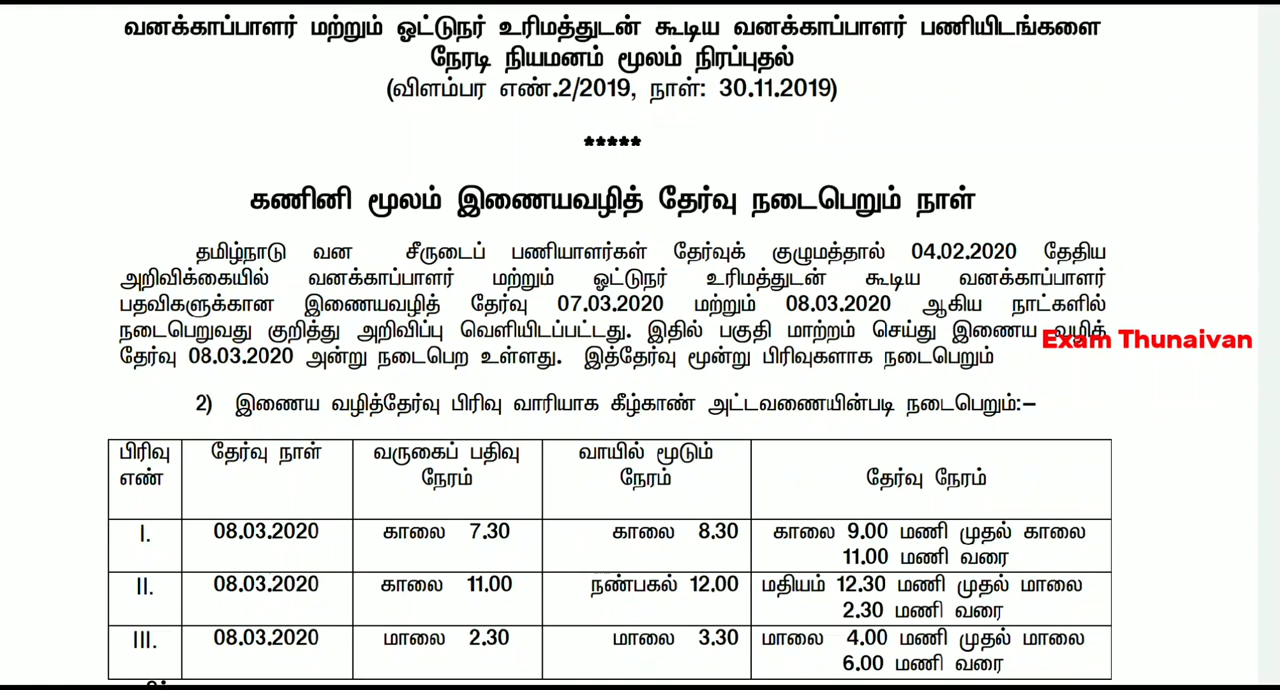 வனக்காப்பாளர் மற்றும் ஓட்டுநர் உரிமத்துடன் கூடிய வனக்காப்பாளர் பணியிடங்களை
நேரடி நியமனம் மூலம் நிரப்புதல்
(விளம்பர எண்.2/2019, நாள்: 30.11.2019)
*****
கணினி மூலம் இணையவழித் தேர்வு நடைபெறும் நாள்
தமிழ்நாடு வன சீருடைப் பணியாளர்கள் தேர்வுக் குழுமத்தால் 04.02.2020 தேதிய
அறிவிக்கையில் வனக்காப்பாளர் மற்றும் ஓட்டுநர் உரிமத்துடன் கூடிய வனக்காப்பாளர்
பதவிகளுக்கான இணையவழித் தேர்வு 07.03.2020 மற்றும் 08.03.2020 ஆகிய நாட்களில்
நடைபெறுவது குறித்து அறிவிப்பு வெளியிடப்பட்டது. இதில் பகுதி மாற்றம் செய்து இணைய வழித்
Exam Thunaivan
தேர்வு 08.03.2020 அன்று நடைபெற உள்ளது. இத்தேர்வு மூன்று பிரிவுகளாக நடைபெறும்
2) இணைய வழித்தேர்வு பிரிவு வாரியாக கீழ்காண் அட்டவணையின்படி நடைபெறும்:–
பிரிவு எண் தேர்வு நாள் வருகைப் பதிவு நேரம் வாயில் மூடும் நேரம் தேர்வு நேரம்
I. 08.03.2020 காலை 7.30 காலை 8.30 காலை 9.00 மணி முதல் காலை
11.00 மணி வரை
II. 08.03.2020 காலை 11.00 நண்பகல் 12.00 மதியம் 12.30 மணி முதல் மாலை
2.30 மணி வரை
III. 08.03.2020 மாலை 2.30 மாலை 3.30 மாலை 4.00 மணி முதல் மாலை
6.00 மணி வரை